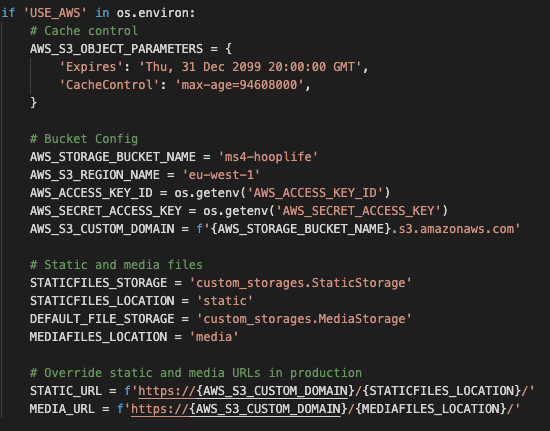 if 'USE_AWS' in os.environ:
# Cache control
AWS_S3_OBJECT_PARAMETERS = {
'Expires': 'Thu, 31 Dec 2099 20:00:00 GMT',
'CacheControl': 'max-age=94608000',
}
# Bucket Config
AWS_STORAGE_BUCKET_NAME = 'ms4-hooplife'
AWS_S3_REGION_NAME = 'eu-west-1'
AWS_ACCESS_KEY_ID = os.getenv('AWS_ACCESS_KEY_ID')
AWS_SECRET_ACCESS_KEY = os.getenv('AWS_SECRET_ACCESS_KEY')
AWS_S3_CUSTOM_DOMAIN = f'{AWS_STORAGE_BUCKET_NAME}.s3.amazonaws.com'
# Static and media files
STATICFILES_STORAGE = 'custom_storages.StaticStorage'
STATICFILES_LOCATION = 'static'
DEFAULT_FILE_STORAGE = 'custom_storages.MediaStorage'
MEDIAFILES_LOCATION = 'media'
# Override static and media URLs in production
STATIC_URL = f'https://{AWS_S3_CUSTOM_DOMAIN}/{STATICFILES_LOCATION}/'
MEDIA_URL = f'https://{AWS_S3_CUSTOM_DOMAIN}/{MEDIAFILES_LOCATION}/'